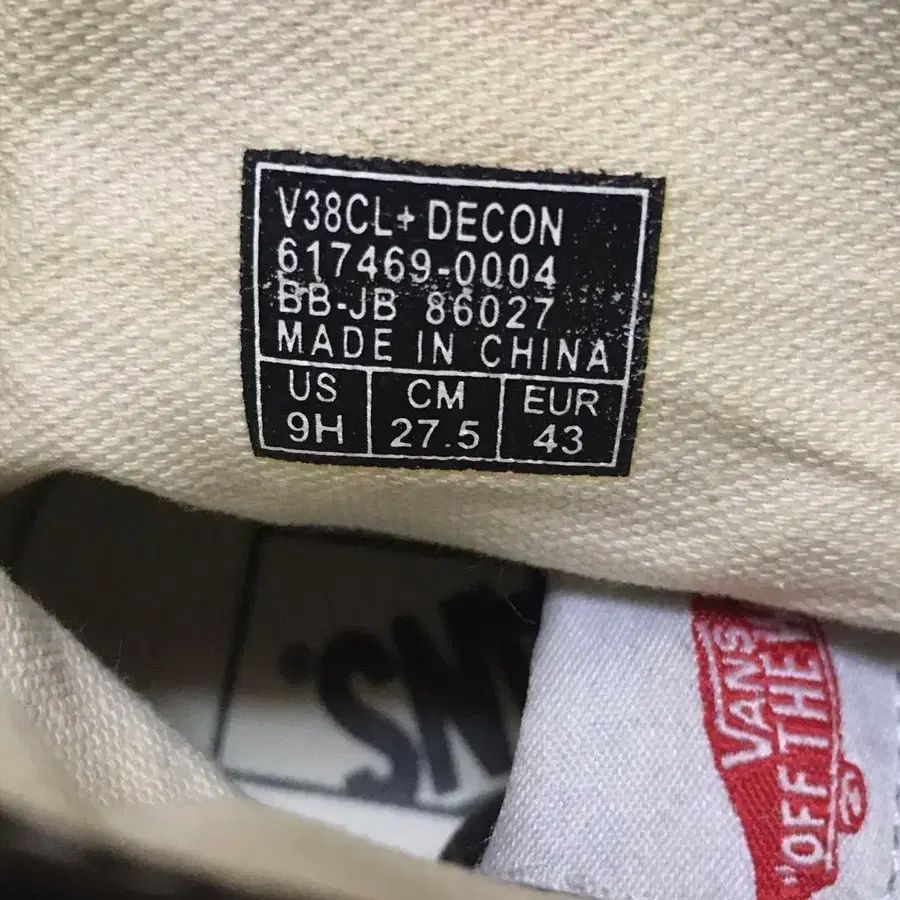 V38CL+ DECON
617469-0004
BB-JB 86027
MADE IN CHINA
US CM EUR
9H 27.5 43
VANS
"OFF THE